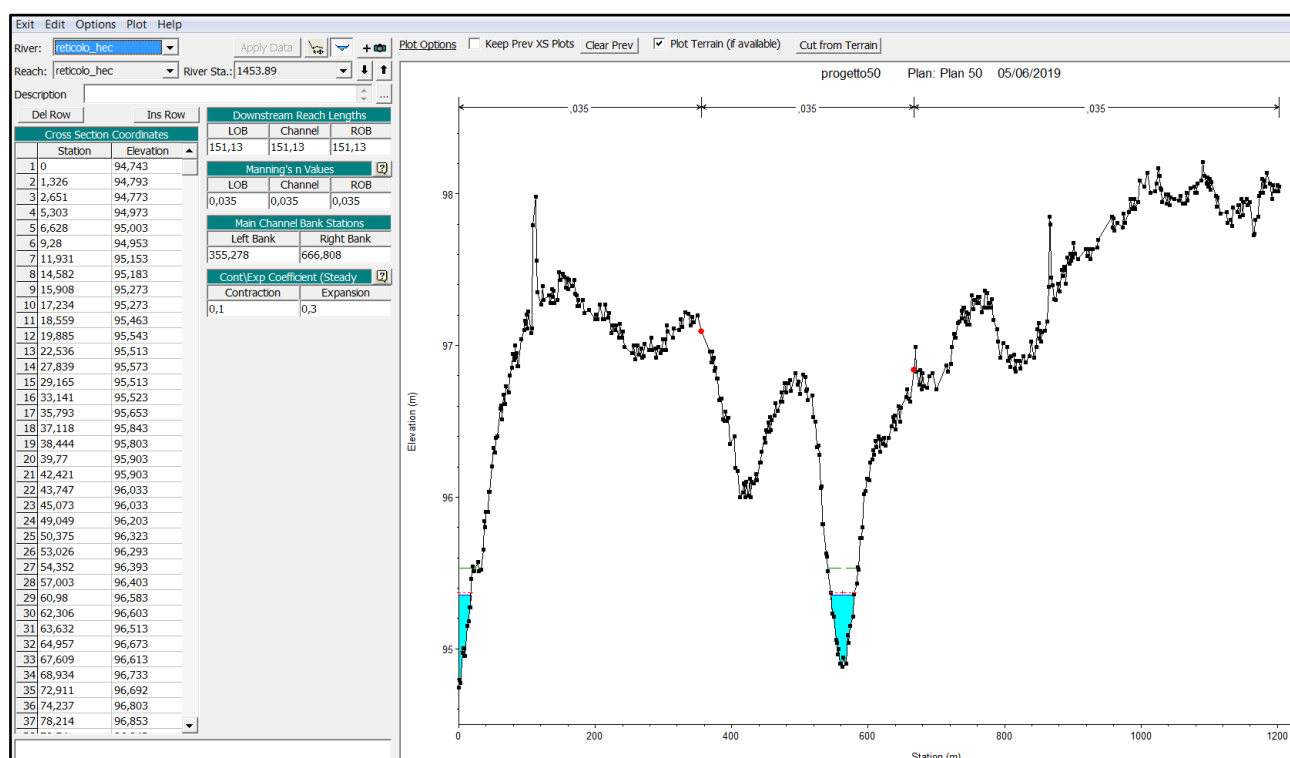 Exit Edit Options Plot Help
River: reticolo_hec Apply Data Plot Options Keep Prev XS Plots Clear Prev Plot Terrain (if available) Cut from Terrain
Reach: reticolo_hec River Sta.: 1453.89
Description ...
Del Row Ins Row
Cross Section Coordinates
Station Elevation
1 0 94,743
2 1,326 94,793
3 2,651 94,773
4 5,303 94,973
5 6,628 95,003
6 9,28 94,953
7 11,931 95,153
8 14,582 95,183
9 15,908 95,273
10 17,234 95,273
11 18,559 95,463
12 19,885 95,543
13 22,536 95,513
14 27,839 95,573
15 29,165 95,513
16 33,141 95,523
17 35,793 95,653
18 37,118 95,843
19 38,444 95,803
20 39,77 95,903
21 42,421 95,903
22 43,747 96,033
23 45,073 96,033
24 49,049 96,203
25 50,375 96,323
26 53,026 96,293
27 54,352 96,393
28 57,003 96,403
29 60,98 96,583
30 62,306 96,603
31 63,632 96,513
32 64,957 96,673
33 67,609 96,613
34 68,934 96,733
35 72,911 96,692
36 74,237 96,803
37 78,214 96,853
Downstream Reach Lengths
LOB Channel ROB
151,13 151,13 151,13
Manning's n Values ?
LOB Channel ROB
0,035 0,035 0,035
Main Channel Bank Stations
Left Bank Right Bank
355,278 666,808
Cont\Exp Coefficient (Steady ?
Contraction Expansion
0,1 0,3
progetto50 Plan: Plan 50 05/06/2019
,035 ,035 ,035
98
97
96
95
Elevation (m)
0 200 400 600 800 1000 1200
Station (m)